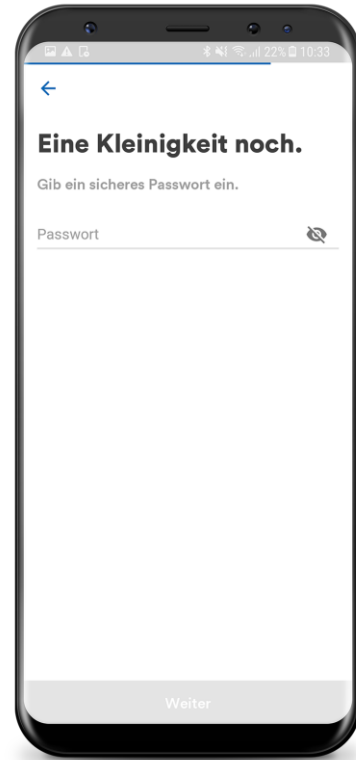 22% 10:33
Eine Kleinigkeit noch.
Gib ein sicheres Passwort ein.
Passwort
Weiter